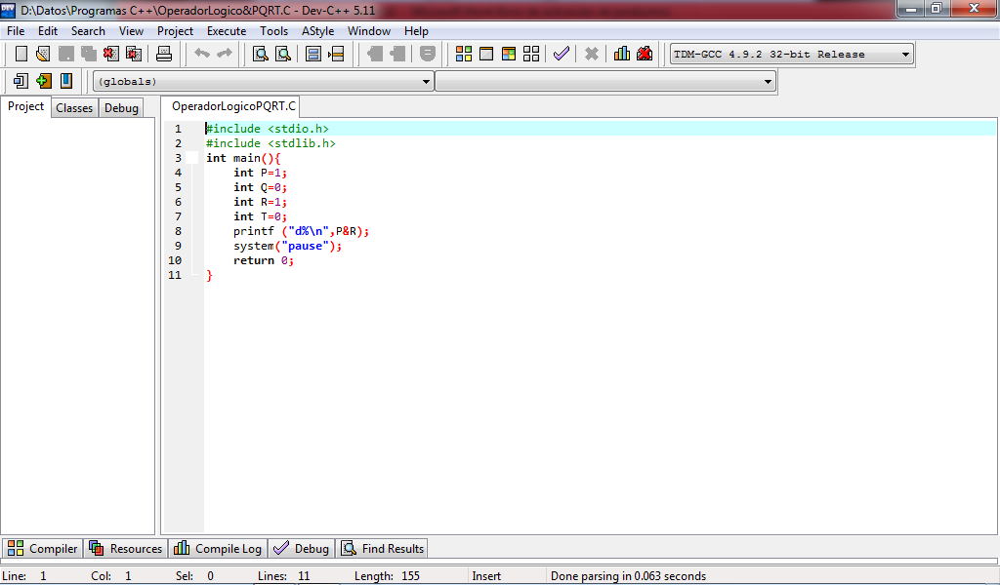 D:\Datos\Programas C++\OperadorLogico&PQRT.C - Dev-C++ 5.11
File Edit Search View Project Execute Tools AStyle Window Help
TDM-GCC 4.9.2 32-bit Release
(globals)
Project Classes Debug OperadorLogicoPQRT.C
1 #include <stdio.h>
2 #include <stdlib.h>
3 int main(){
4 int P=1;
5 int Q=0;
6 int R=1;
7 int T=0;
8 printf ("d%\n",P&R);
9 system("pause");
10 return 0;
11 }
Compiler Resources Compile Log Debug Find Results
Line: 1 Col: 1 Sel: 0 Lines: 11 Length: 155 Insert Done parsing in 0.063 seconds